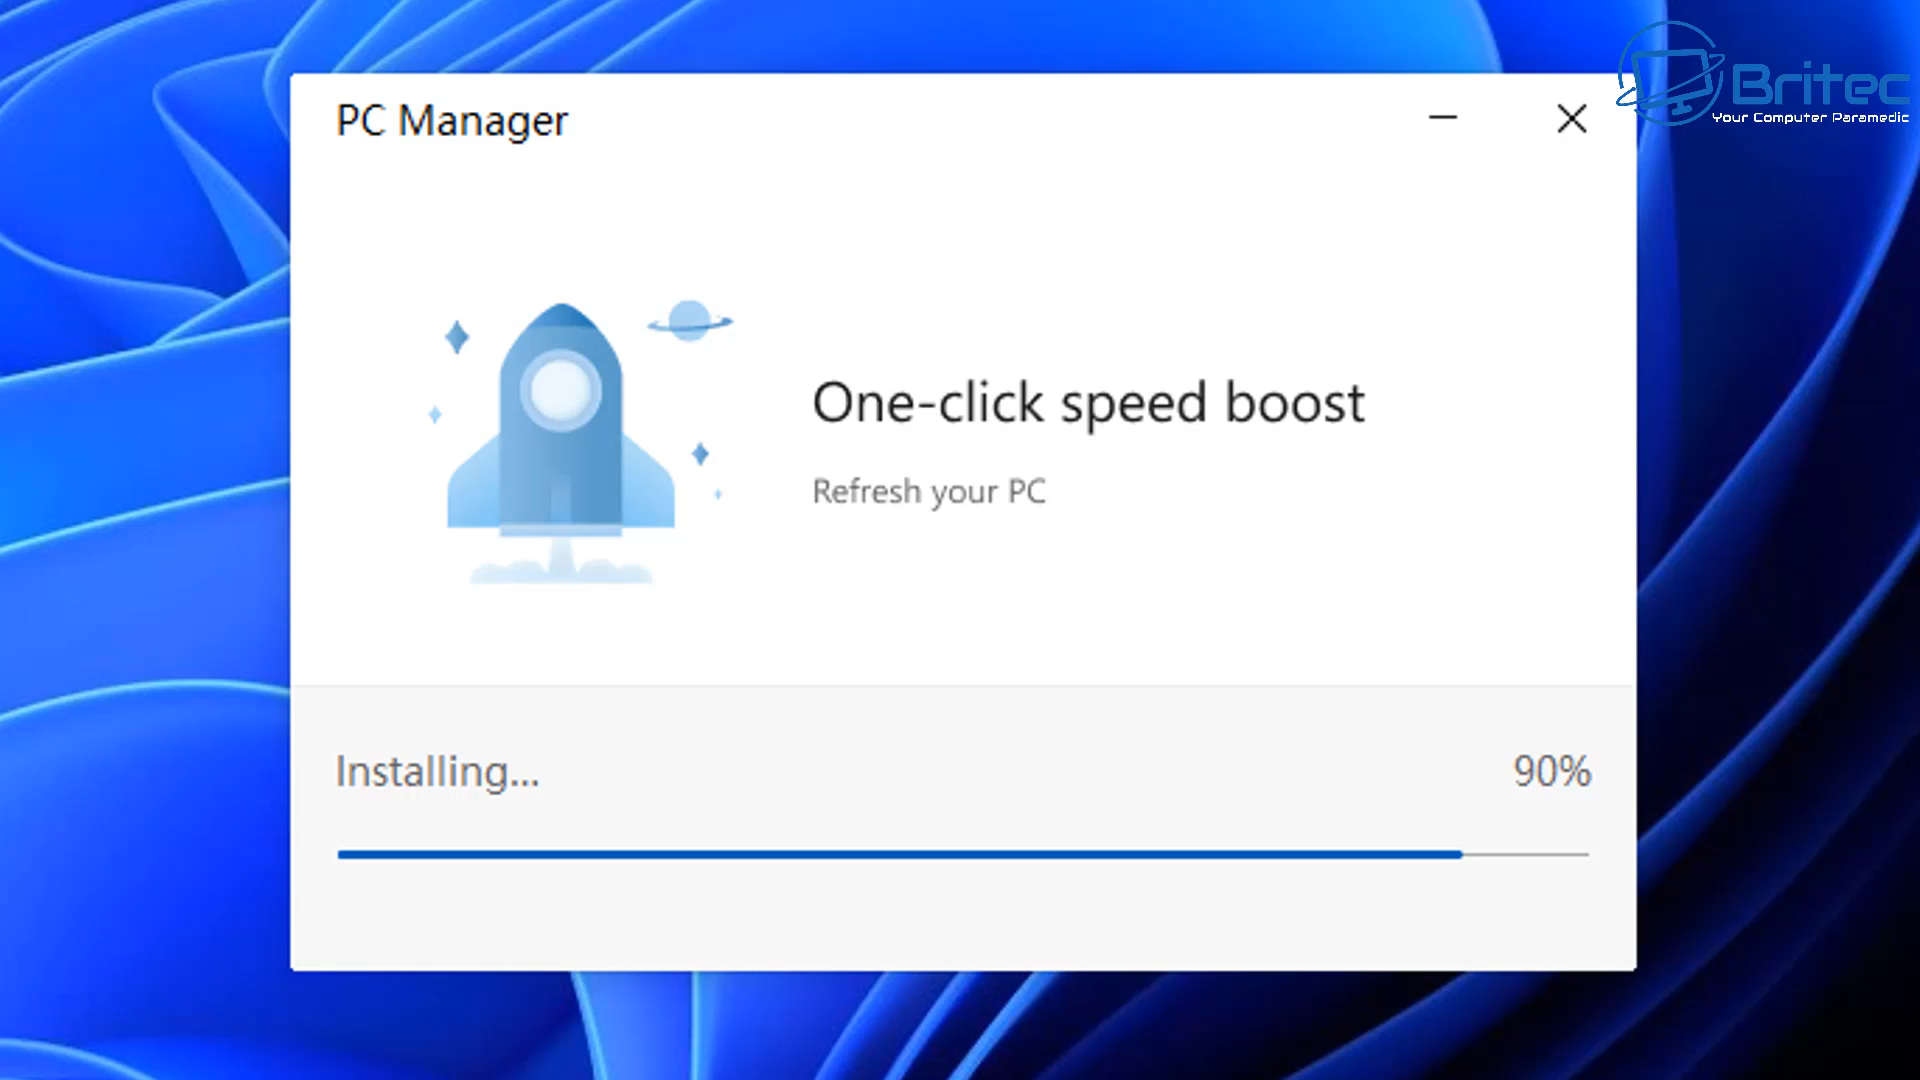 PC Manager
Britec
Your Computer Paramedic
One-click speed boost
Refresh your PC
Installing...
90%